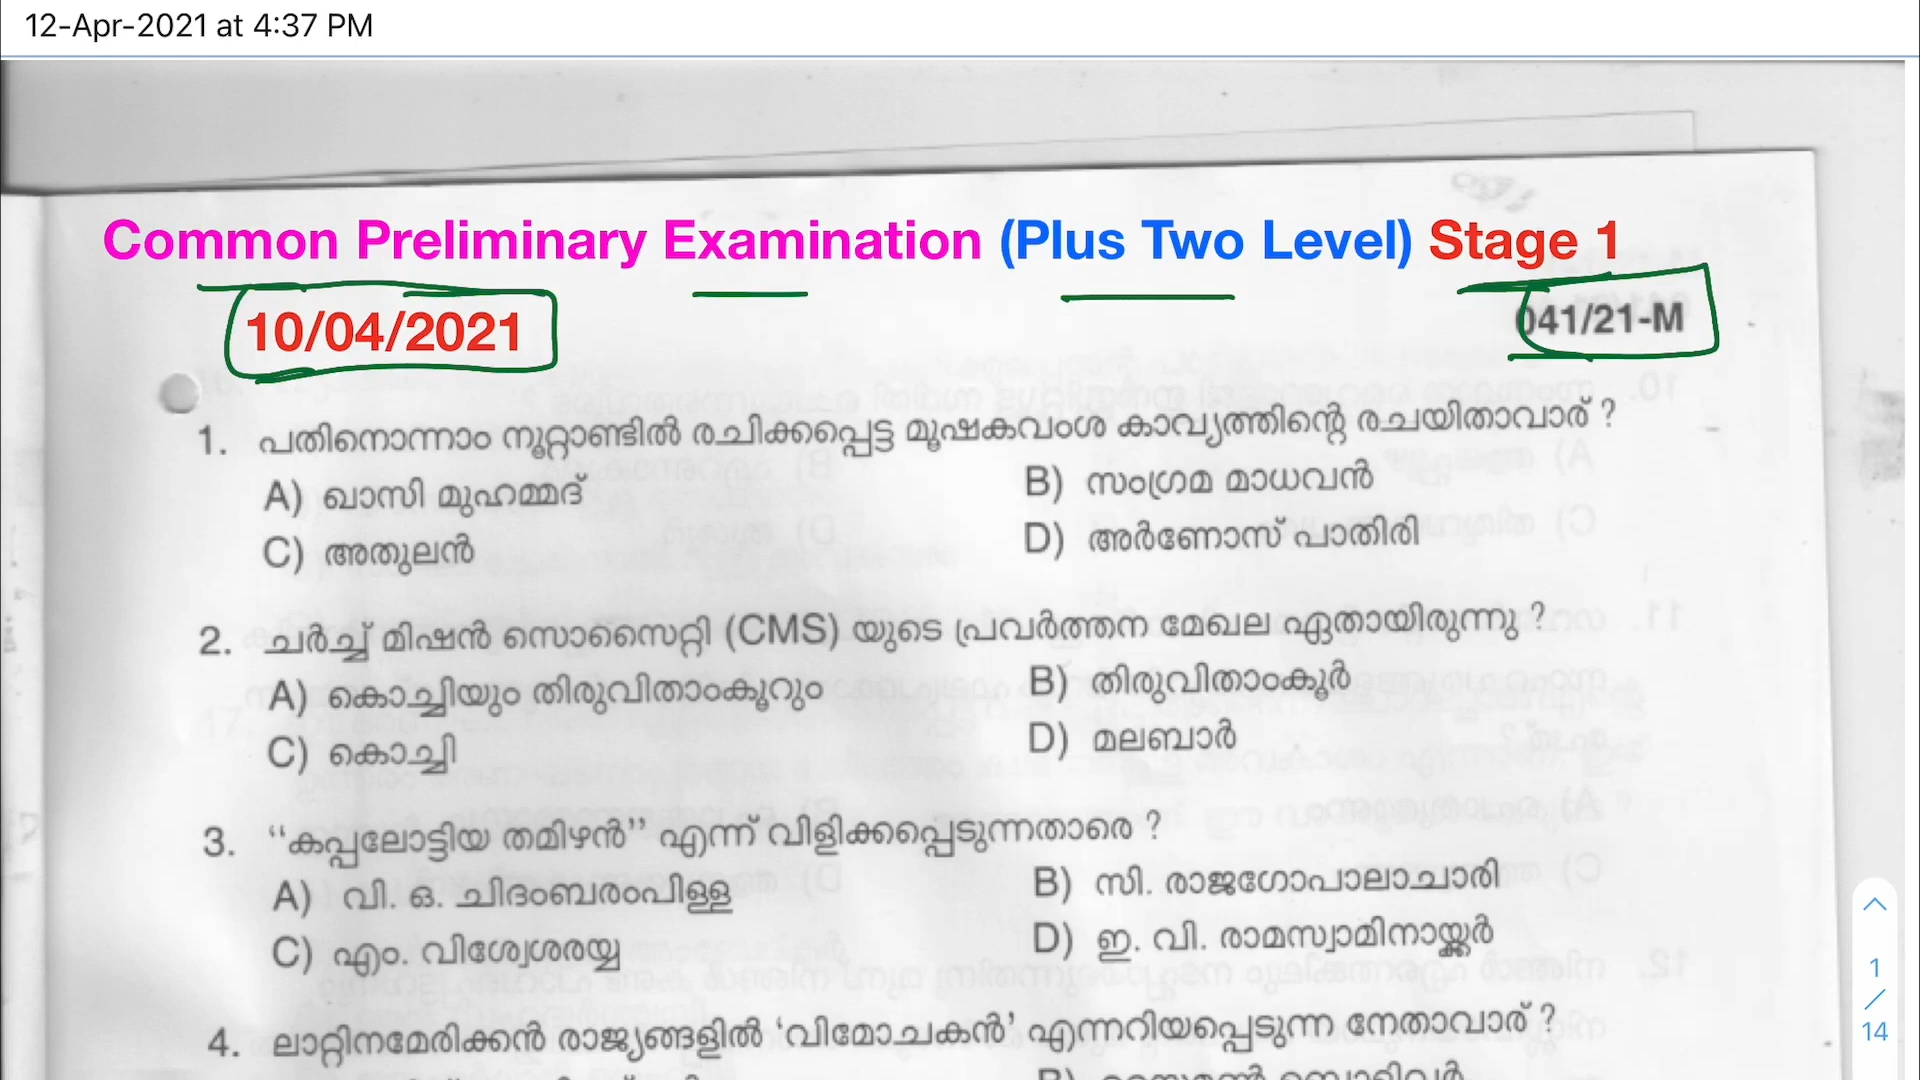 12-Apr-2021 at 4:37 PM
Common Preliminary Examination (Plus Two Level) Stage 1
10/04/2021
041/21-M
1. പതിനൊന്നാം നൂറ്റാണ്ടിൽ രചിക്കപ്പെട്ട മൂഷകവംശ കാവ്യത്തിന്റെ രചയിതാവാര് ?
A) ഖാസി മുഹമ്മദ് B) സംഗ്രമ മാധവൻ
C) അതുലൻ D) അർണോസ് പാതിരി
2. ചർച്ച് മിഷൻ സൊസൈറ്റി (CMS) യുടെ പ്രവർത്തന മേഖല ഏതായിരുന്നു ?
A) കൊച്ചിയും തിരുവിതാംകൂറും B) തിരുവിതാംകൂർ
C) കൊച്ചി D) മലബാർ
3. “കപ്പലോട്ടിയ തമിഴൻ” എന്ന് വിളിക്കപ്പെടുന്നതാരെ ?
A) വി. ഒ. ചിദംബരംപിള്ള B) സി. രാജഗോപാലാചാരി
C) എം. വിശ്വേശരയ്യ D) ഇ. വി. രാമസ്വാമിനായ്ക്കർ
4. ലാറ്റിനമേരിക്കൻ രാജ്യങ്ങളിൽ ‘വിമോചകൻ’ എന്നറിയപ്പെടുന്ന നേതാവാര് ?
1
/
14